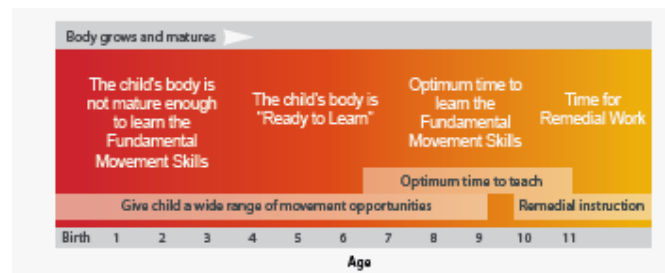 Body grows and matures
The child's body is
not mature enough
to learn the
Fundamental
Movement Skills
The child's body is
"Ready to Learn"
Optimum time to
learn the
Fundamental
Movement Skills
Time for
Remedial Work
Optimum time to teach
Give child a wide range of movement opportunities
Remedial instruction
Birth 1 2 3 4 5 6 7 8 9 10 11
Age